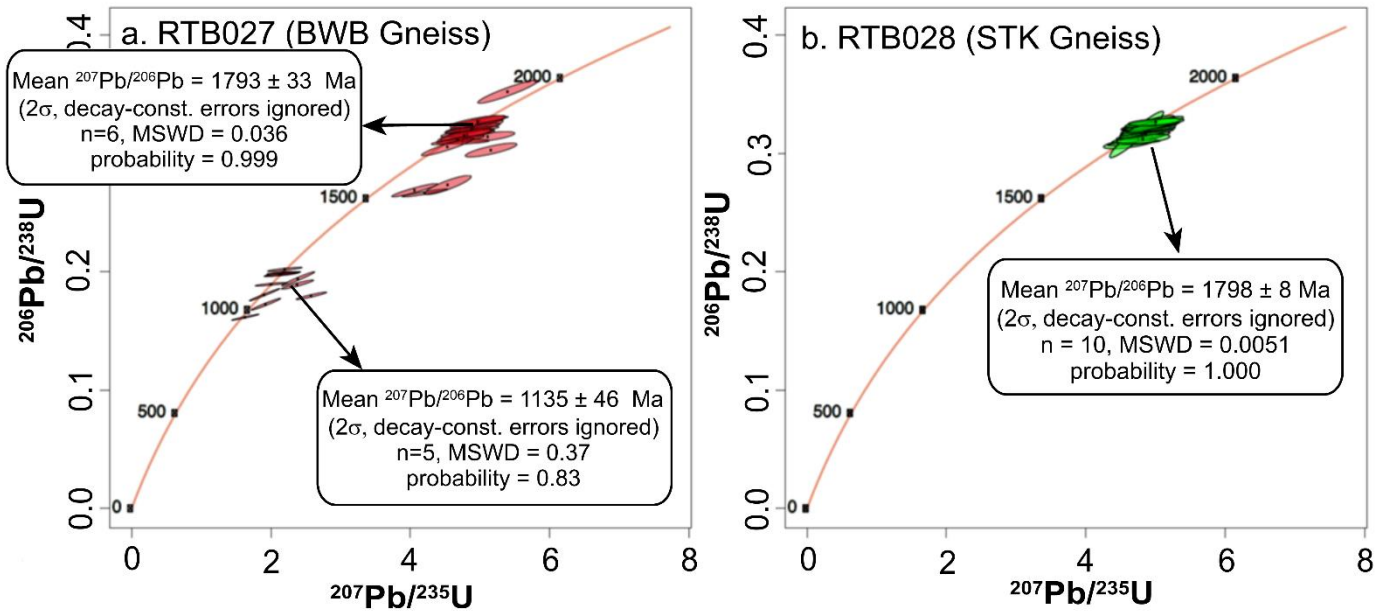 a. RTB027 (BWB Gneiss)
Mean ²⁰⁷Pb/²⁰⁶Pb = 1793 ± 33 Ma
(2σ, decay-const. errors ignored)
n=6, MSWD = 0.036
probability = 0.999
2000
1500
1000
500
0
Mean ²⁰⁷Pb/²⁰⁶Pb = 1135 ± 46 Ma
(2σ, decay-const. errors ignored)
n=5, MSWD = 0.37
probability = 0.83
0.4
0.2
0.1
0.0
²⁰⁶Pb/²³⁸U
0 2 4 6 8
²⁰⁷Pb/²³⁵U
b. RTB028 (STK Gneiss)
2000
1500
1000
500
0
Mean ²⁰⁷Pb/²⁰⁶Pb = 1798 ± 8 Ma
(2σ, decay-const. errors ignored)
n = 10, MSWD = 0.0051
probability = 1.000
0.4
0.3
0.2
0.1
0.0
²⁰⁶Pb/²³⁸U
0 2 4 6 8
²⁰⁷Pb/²³⁵U